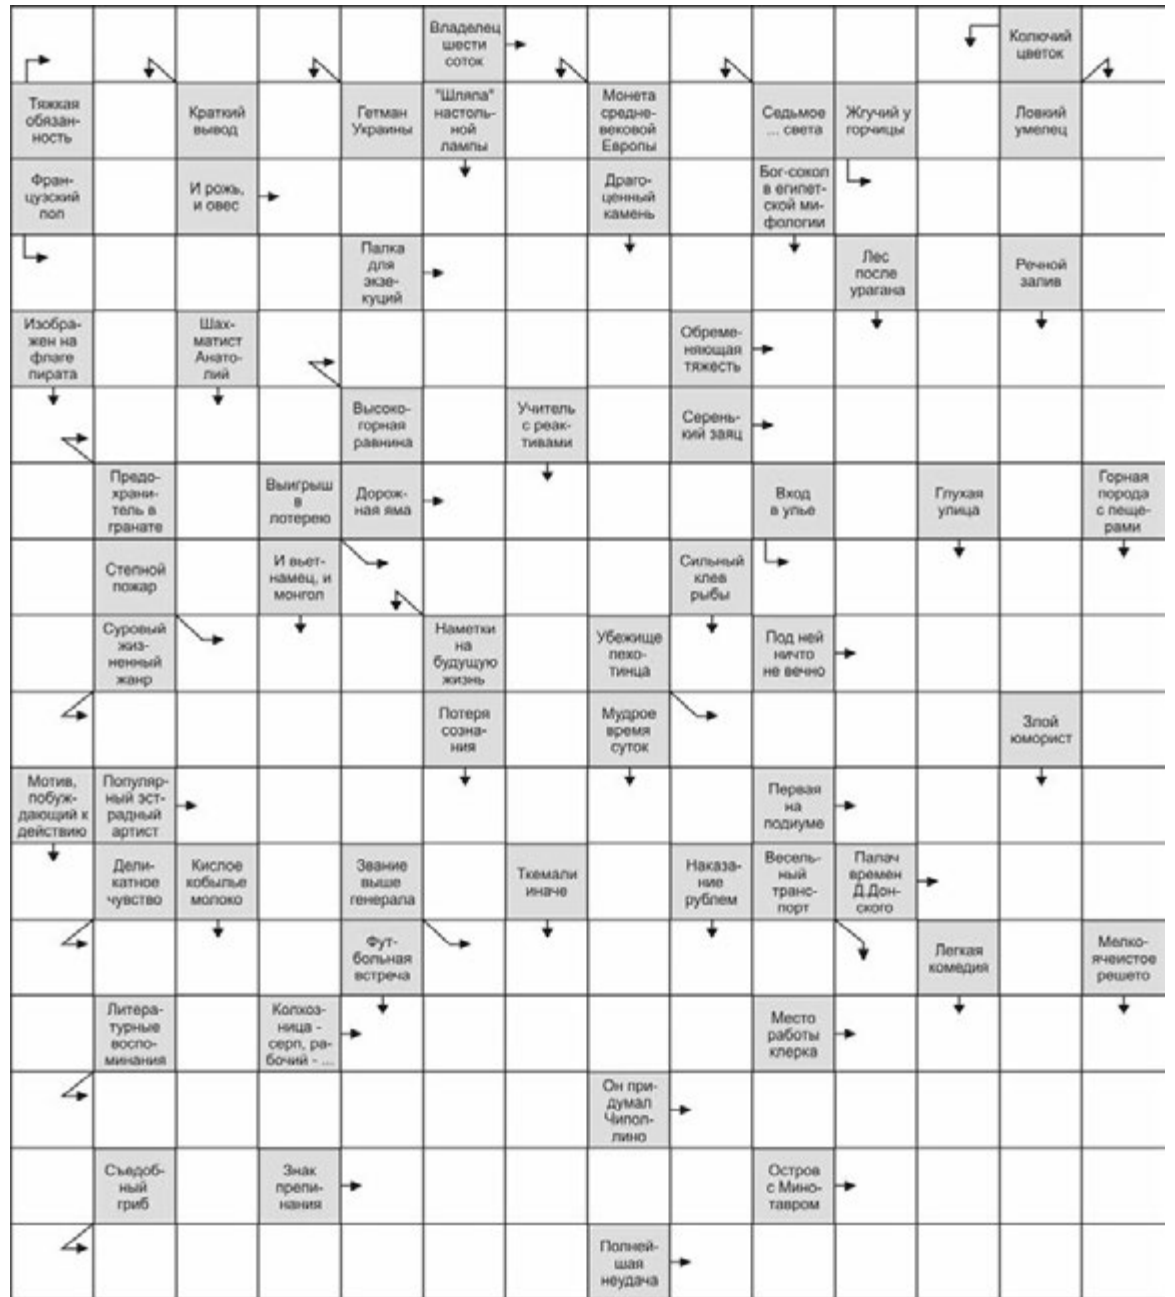 Владелец
шести
соток
Колючий
цветок
Тяжкая
обязан-
ность
Краткий
вывод
Гетман
Украины
"Шляпа"
настоль-
ной
лампы
Монета
средне-
вековой
Европы
Седьмое
... света
Жгучий у
горчицы
Ловкий
умелец
Фран-
цузский
поп
И рожь,
и овес
Драго-
ценный
камень
Бог-сокол
в египет-
ской ми-
фологии
Палка
для
экзе-
куций
Лес
после
урагана
Речной
залив
Изобра-
жен на
флаге
пирата
Шах-
матист
Анато-
лий
Обреме-
няющая
тяжесть
Высоко-
горная
равнина
Учитель
с реак-
тивами
Серень-
кий заяц
Предо-
храни-
тель в
гранате
Выигрыш
в
лотерею
Дорож-
ная яма
Вход
в улье
Глухая
улица
Горная
порода
с пеще-
рами
Степной
пожар
И вьет-
намец, и
монгол
Сильный
клев
рыбы
Суровый
жиз-
ненный
жанр
Наметки
на
будущую
жизнь
Убежище
пехо-
тинца
Под ней
ничто
не вечно
Потеря
созна-
ния
Мудрое
время
суток
Злой
юморист
Мотив,
побуж-
дающий к
действию
Популяр-
ный эст-
радный
артист
Первая
на
подиуме
Дели-
катное
чувство
Кислое
кобылье
молоко
Звание
выше
генерала
Ткемали
иначе
Наказа-
ние
рублем
Весель-
ный
транс-
порт
Палач
времен
Д.Дон-
ского
Фут-
больная
встреча
Легкая
комедия
Мелко-
ячеистое
решето
Литера-
турные
воспо-
минания
Колхоз-
ница -
серп, ра-
бочий - ...
Место
работы
клерка
Он при-
думал
Чипол-
лино
Съедоб-
ный
гриб
Знак
препи-
нания
Остров
с Мино-
тавром
Полней-
шая
неудача